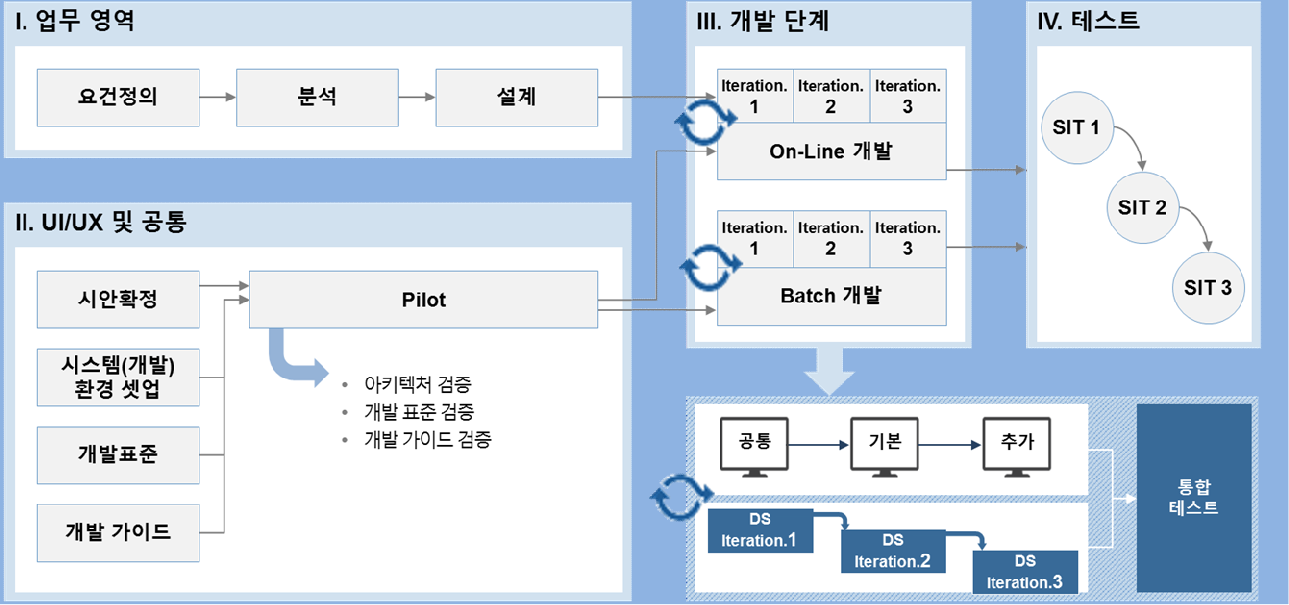 I. 업무 영역
요건정의
분석
설계
II. UI/UX 및 공통
시안확정
시스템(개발)
환경 셋업
개발표준
개발 가이드
Pilot
• 아키텍처 검증
• 개발 표준 검증
• 개발 가이드 검증
III. 개발 단계
Iteration.
1
Iteration.
2
Iteration.
3
On-Line 개발
Iteration.
1
Iteration.
2
Iteration.
3
Batch 개발
IV. 테스트
SIT 1
SIT 2
SIT 3
공통
기본
추가
DS
Iteration.1
DS
Iteration.2
DS
Iteration.3
통합
테스트